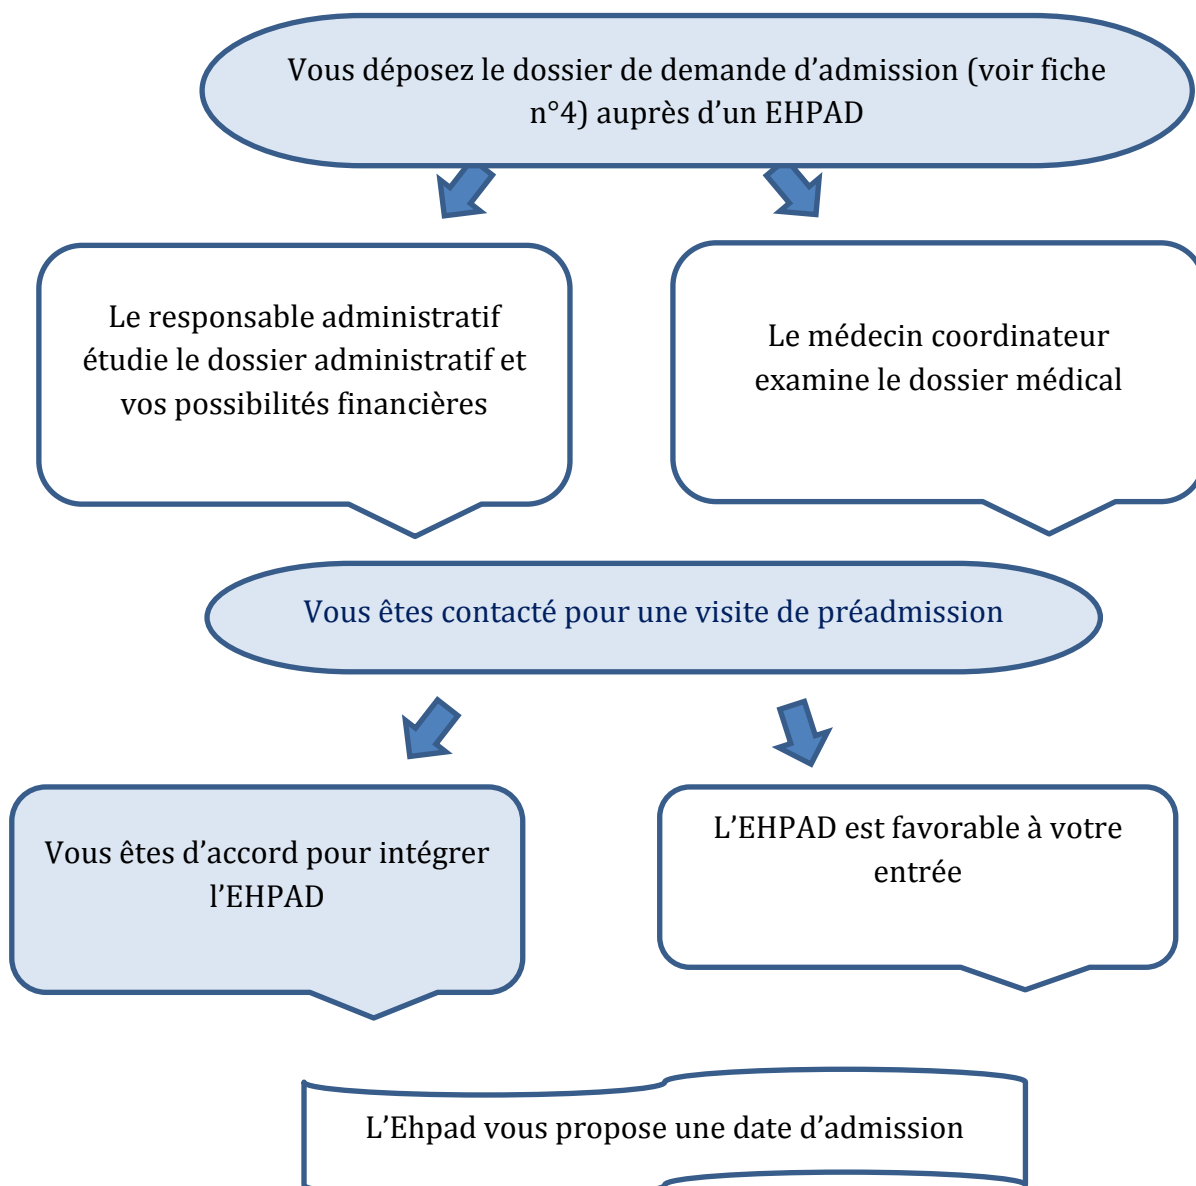 Vous déposez le dossier de demande d’admission (voir fiche
n°4) auprès d’un EHPAD
Le responsable administratif
étudie le dossier administratif et
vos possibilités financières
Le médecin coordinateur
examine le dossier médical
Vous êtes contacté pour une visite de préadmission
Vous êtes d’accord pour intégrer
l’EHPAD
L’EHPAD est favorable à votre
entrée
L’Ehpad vous propose une date d’admission